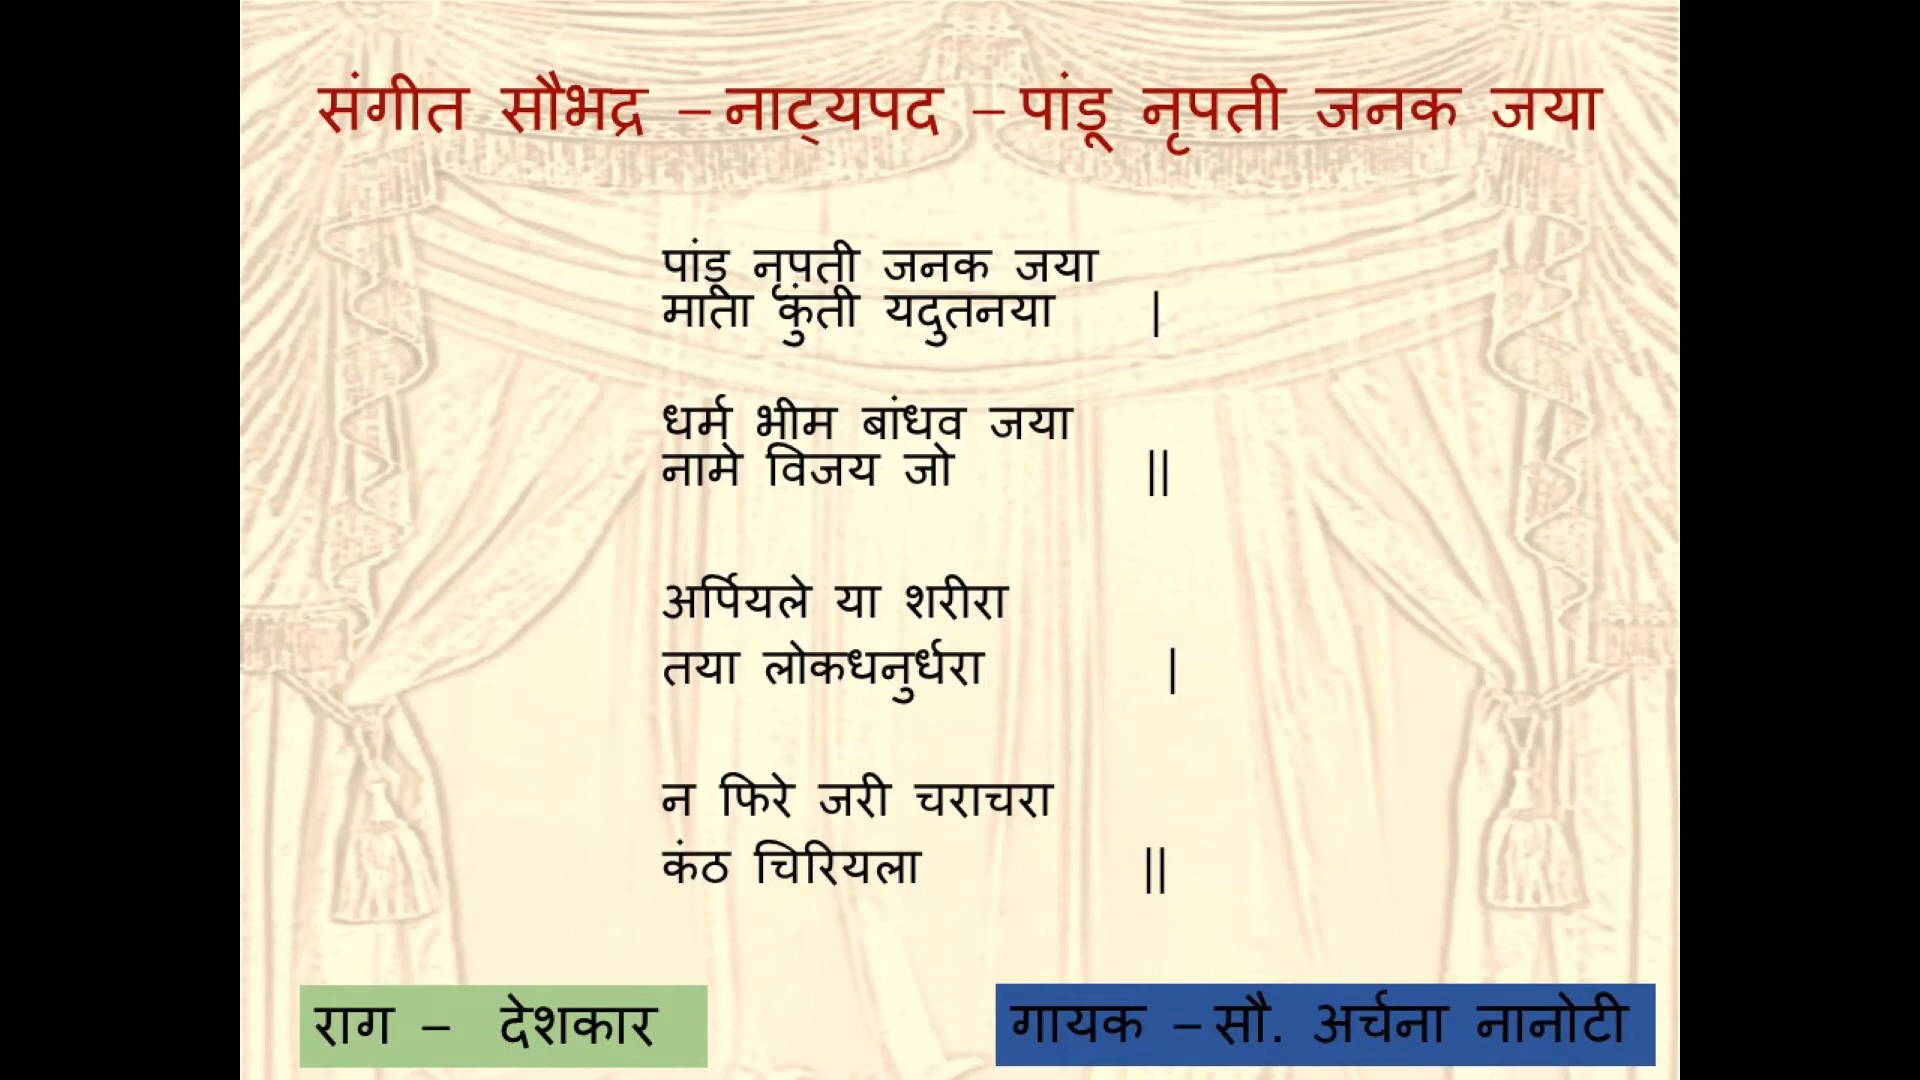 संगीत सौभद्र – नाट्यपद – पांडू नृपती जनक जया
पांडू नृपती जनक जया
माता कुंती यदुतनया |
धर्म भीम बांधव जया
नामे विजय जो ||
अर्पियले या शरीरा
तया लोकधनुर्धरा |
न फिरे जरी चराचरा
कंठ चिरियला ||
राग – देशकार
गायक – सौ. अर्चना नानोटी